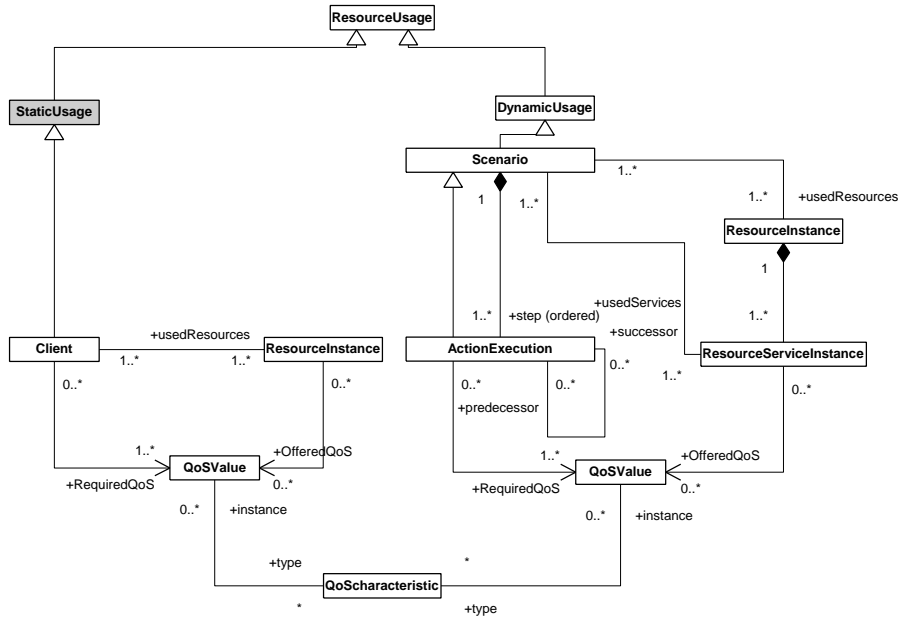 ResourceUsage
StaticUsage
DynamicUsage
Scenario
1
1..*
1..*
1..*
+usedResources
ResourceInstance
1
1..*
+usedServices
1..*
+step (ordered)
+successor
+usedResources
Client
1..*
1..*
ResourceInstance
ActionExecution
0..*
1..*
ResourceServiceInstance
0..*
0..*
0..*
0..*
0..*
+predecessor
1..*
+OfferedQoS
QoSValue
+RequiredQoS
0..*
1..*
+OfferedQoS
QoSValue
+RequiredQoS
0..*
0..*
+instance
0..*
+instance
+type
*
QoScharacteristic
*
+type